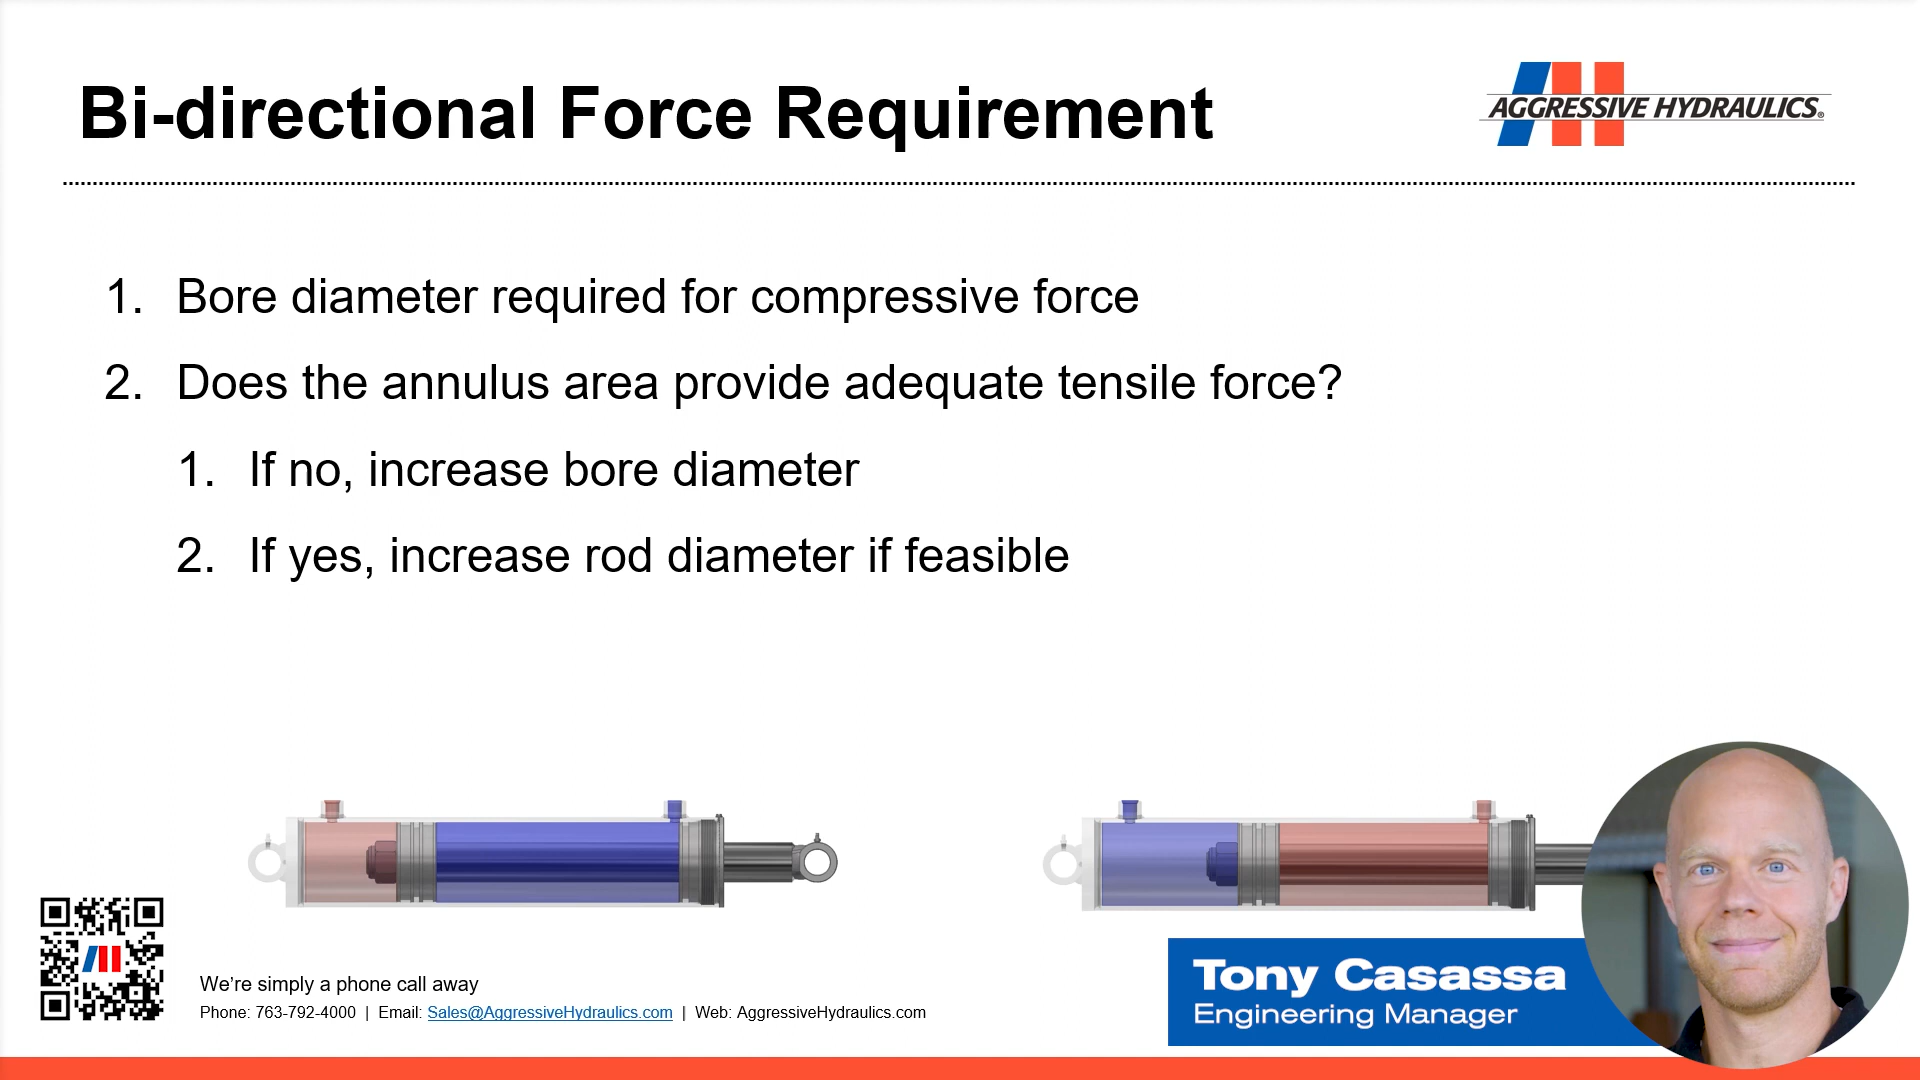 Bi-directional Force Requirement
AGGRESSIVE HYDRAULICS®
1. Bore diameter required for compressive force
2. Does the annulus area provide adequate tensile force?
1. If no, increase bore diameter
2. If yes, increase rod diameter if feasible
We’re simply a phone call away
Phone: 763-792-4000 | Email: Sales@AggressiveHydraulics.com | Web: AggressiveHydraulics.com
Tony Casassa
Engineering Manager